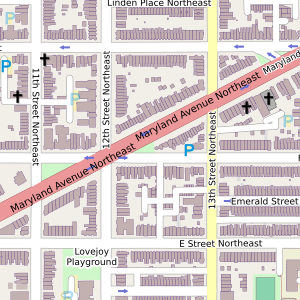 Linden Place Northeast
Maryland
P
P
11th Street Northeast
12th Street Northeast
Maryland Avenue Northeast
P
P
Maryland Avenue Northeast
13th Street Northeast
Emerald Street
E Street Northeast
Lovejoy
Playground
P